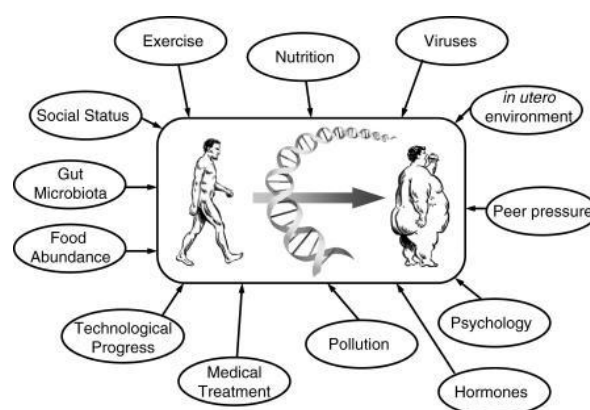 Exercise
Nutrition
Viruses
in utero
environment
Social Status
Gut
Microbiota
Peer pressure
Food
Abundance
Technological
Progress
Medical
Treatment
Pollution
Psychology
Hormones